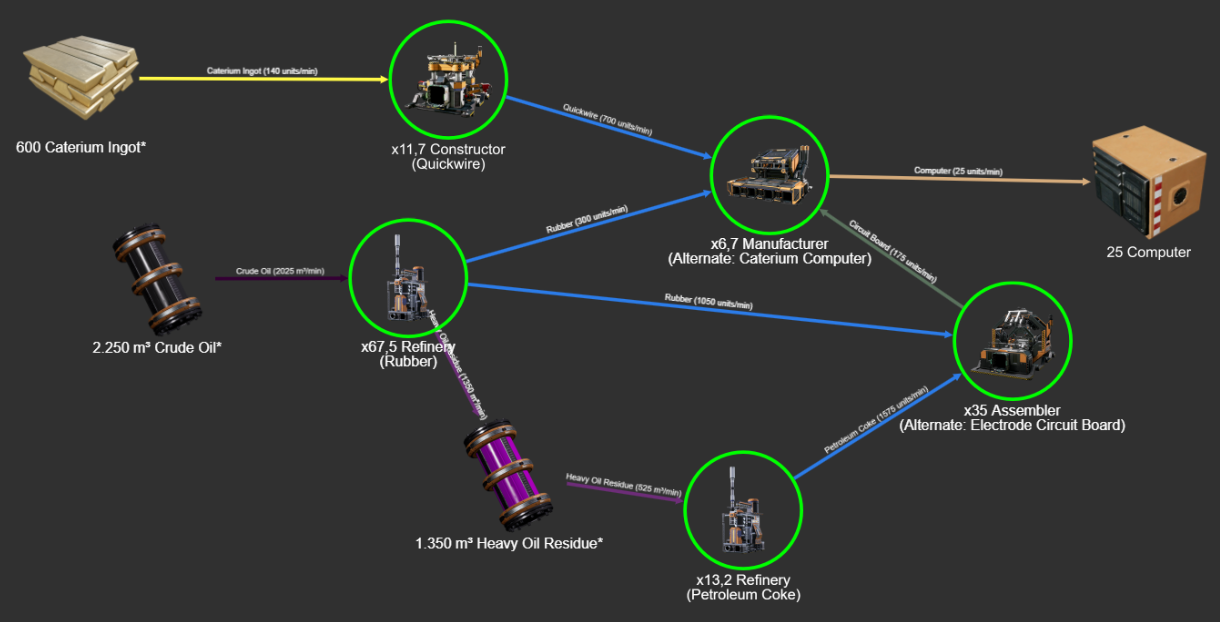 Caterium Ingot (140 units/min)
600 Caterium Ingot*
x11,7 Constructor
(Quickwire)
Quickwire (700 units/min)
Computer (25 units/min)
25 Computer
Rubber (300 units/min)
x6,7 Manufacturer
(Alternate: Caterium Computer)
Circuit Board (175 units/min)
Crude Oil (2025 m³/min)
2.250 m³ Crude Oil*
x67,5 Refinery
(Rubber)
Rubber (1050 units/min)
Heavy Oil Residue (1350 m³/min)
x35 Assembler
(Alternate: Electrode Circuit Board)
Petroleum Coke (1575 units/min)
Heavy Oil Residue (525 m³/min)
1.350 m³ Heavy Oil Residue*
x13,2 Refinery
(Petroleum Coke)